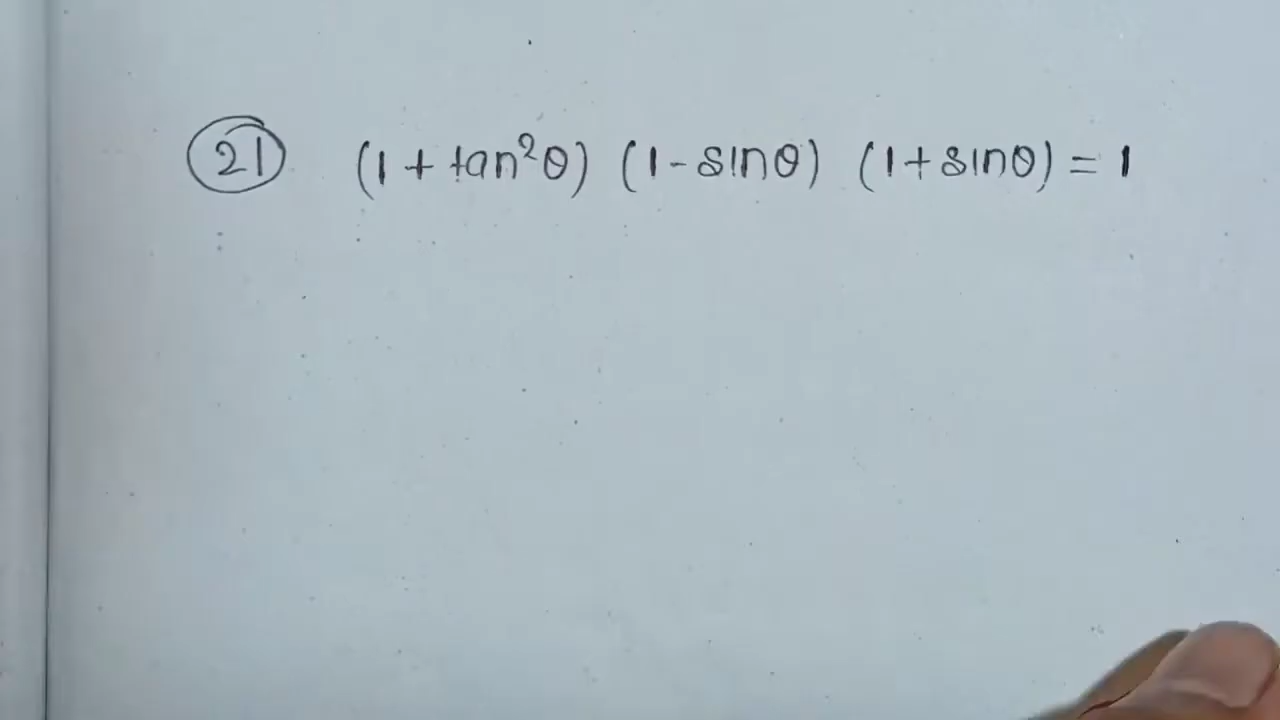 21 (1 + tan²θ) (1 - sinθ) (1 + sinθ) = 1